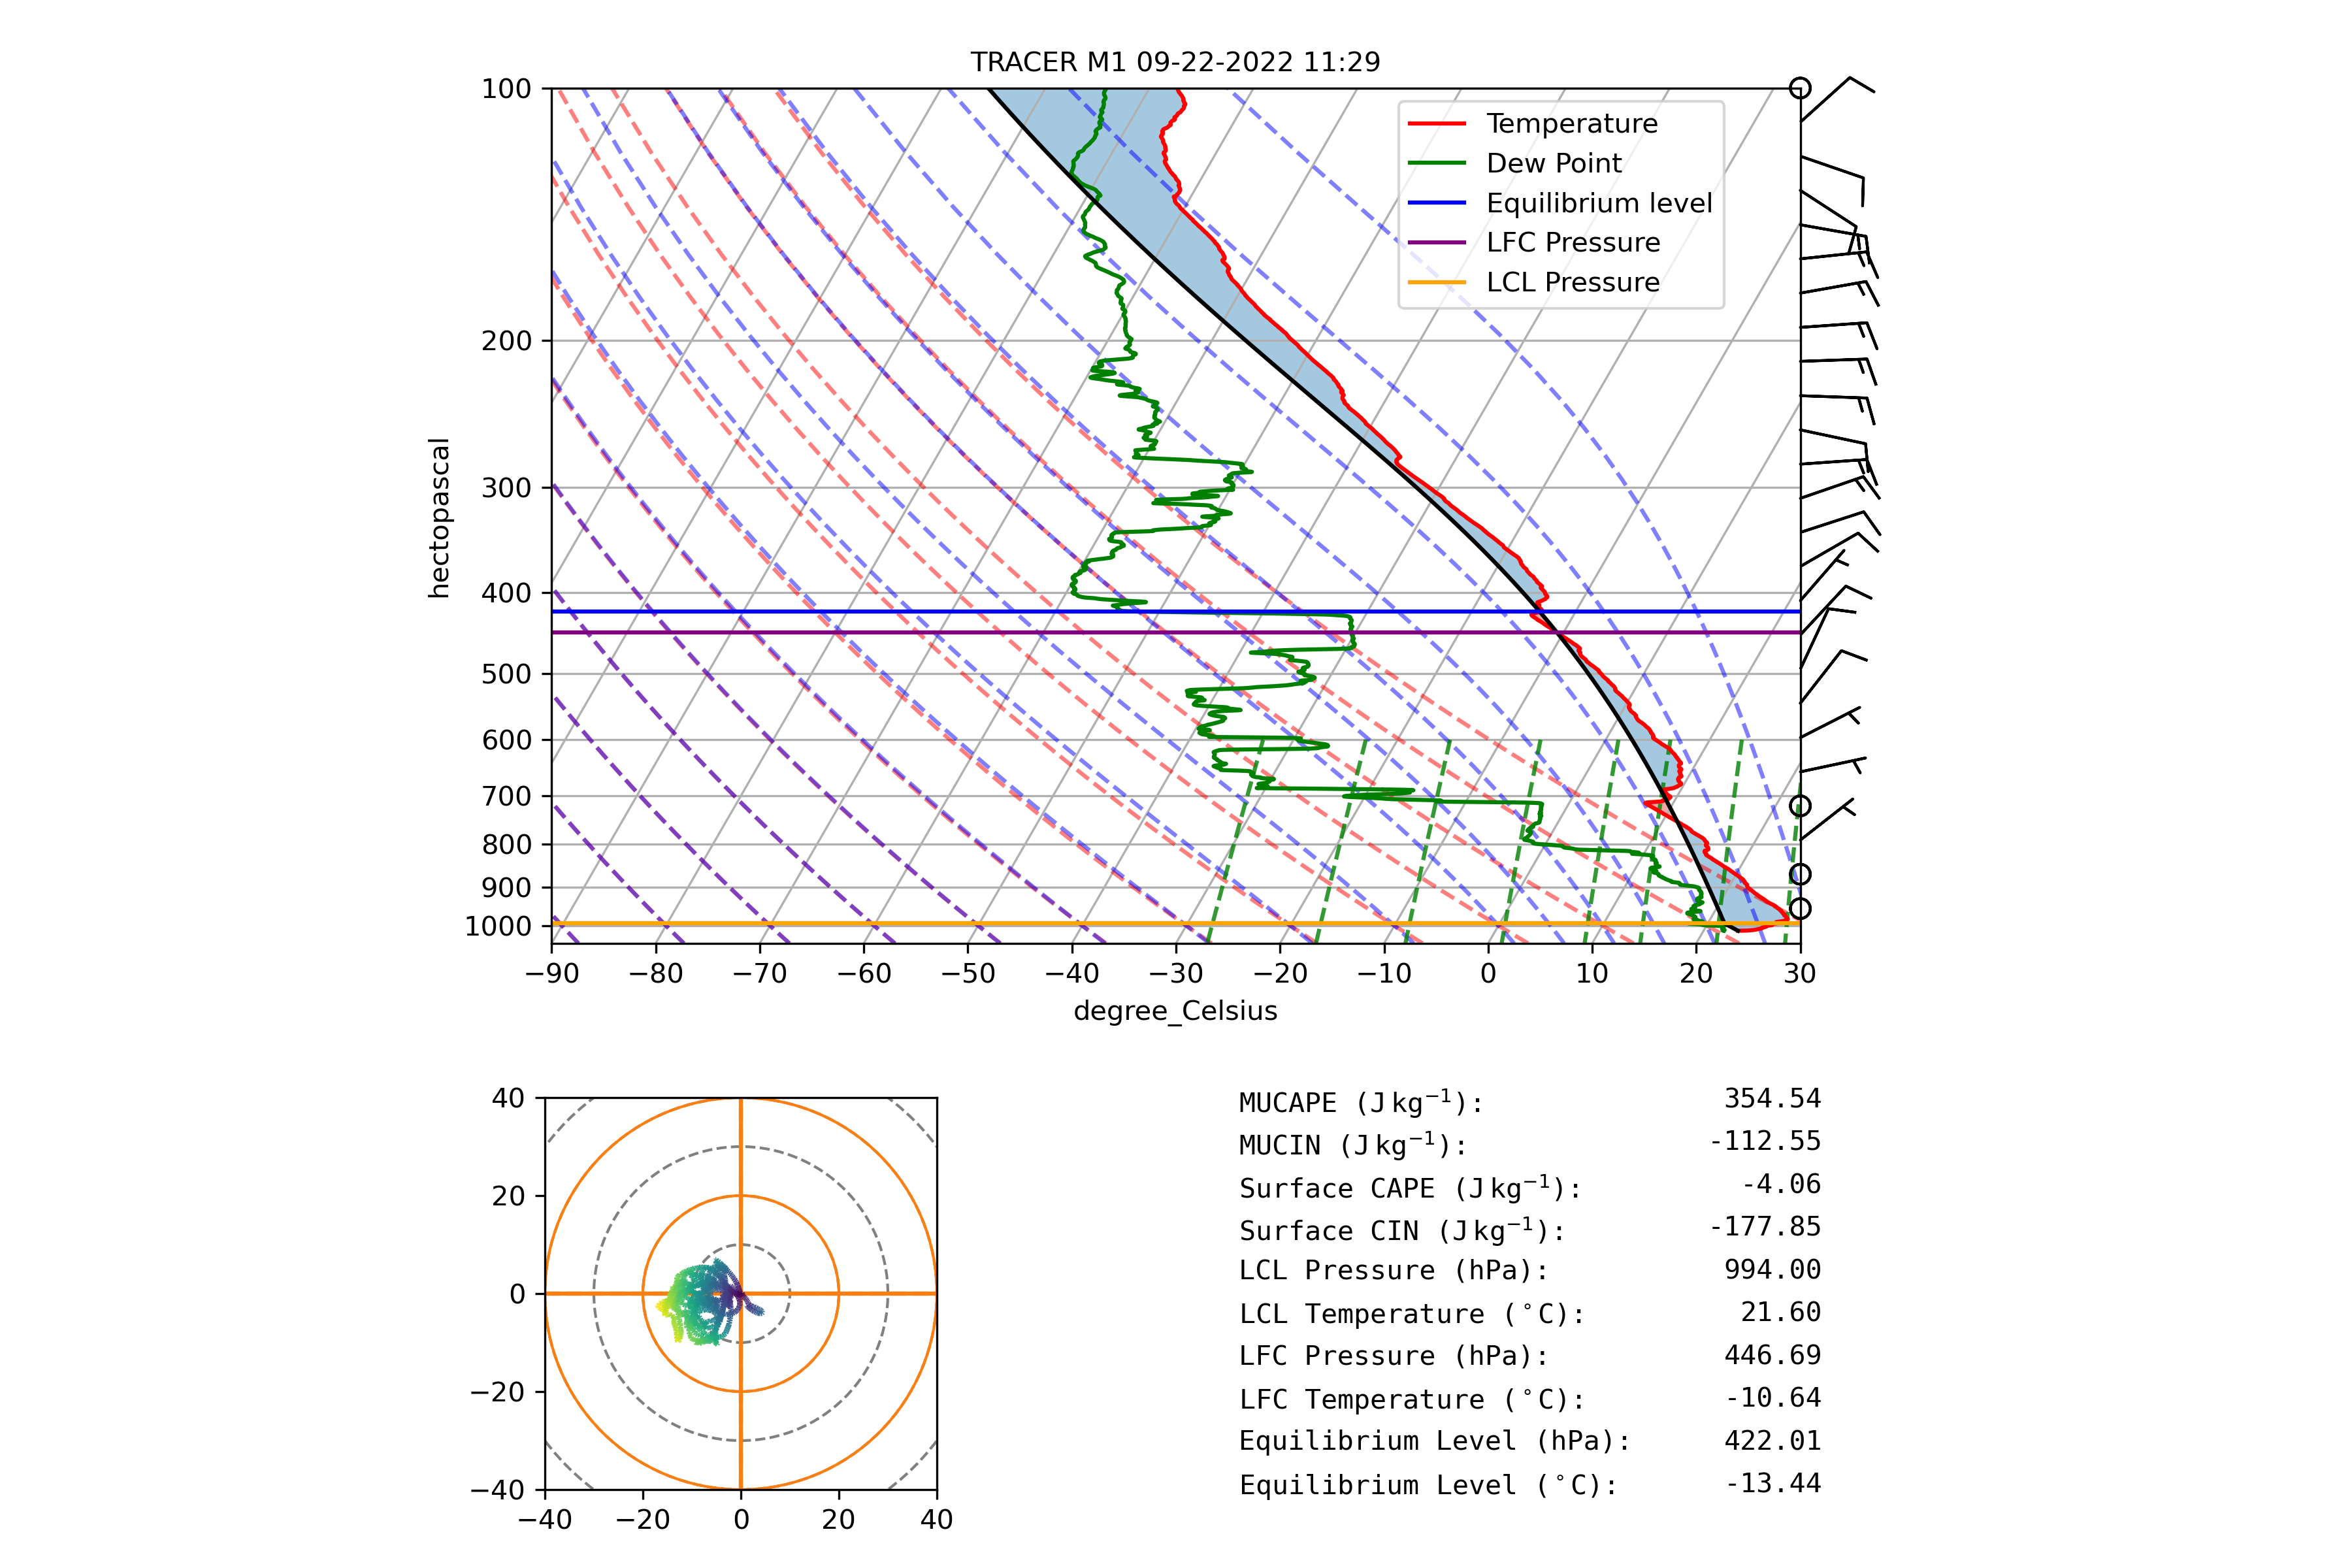 TRACER M1 09-22-2022 11:29
100
200
300
400
500
600
700
800
900
1000
hectopascal
Temperature
Dew Point
Equilibrium level
LFC Pressure
LCL Pressure
−90 −80 −70 −60 −50 −40 −30 −20 −10 0 10 20 30
degree_Celsius
40
20
0
−20
−40
−40 −20 0 20 40
MUCAPE (J kg⁻¹): 354.54
MUCIN (J kg⁻¹): -112.55
Surface CAPE (J kg⁻¹): -4.06
Surface CIN (J kg⁻¹): -177.85
LCL Pressure (hPa): 994.00
LCL Temperature (°C): 21.60
LFC Pressure (hPa): 446.69
LFC Temperature (°C): -10.64
Equilibrium Level (hPa): 422.01
Equilibrium Level (°C): -13.44